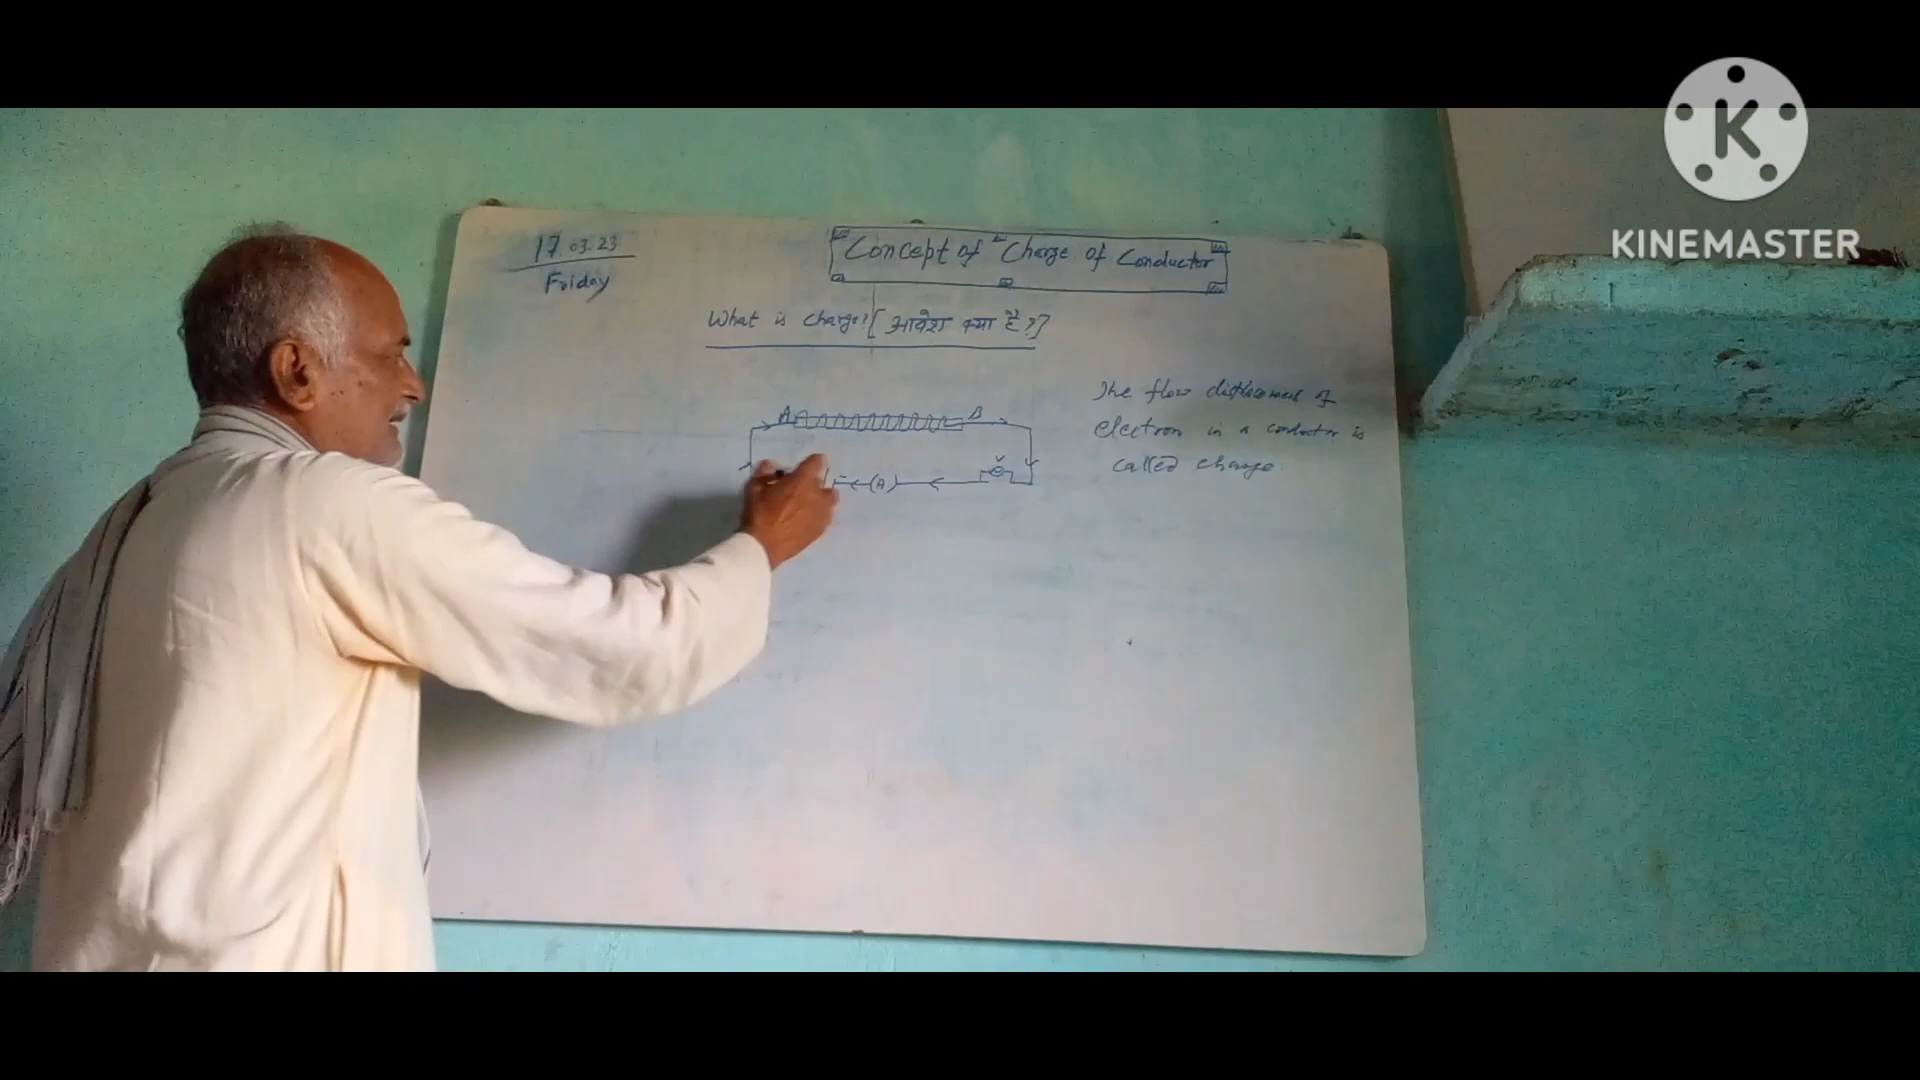 17.03.23
Friday
Concept of Charge of Conductor
What is charge? [आवेश क्या है?]
A B
V
A
The flow displacement of
electron in a conductor is
called charge.
K
KINEMASTER